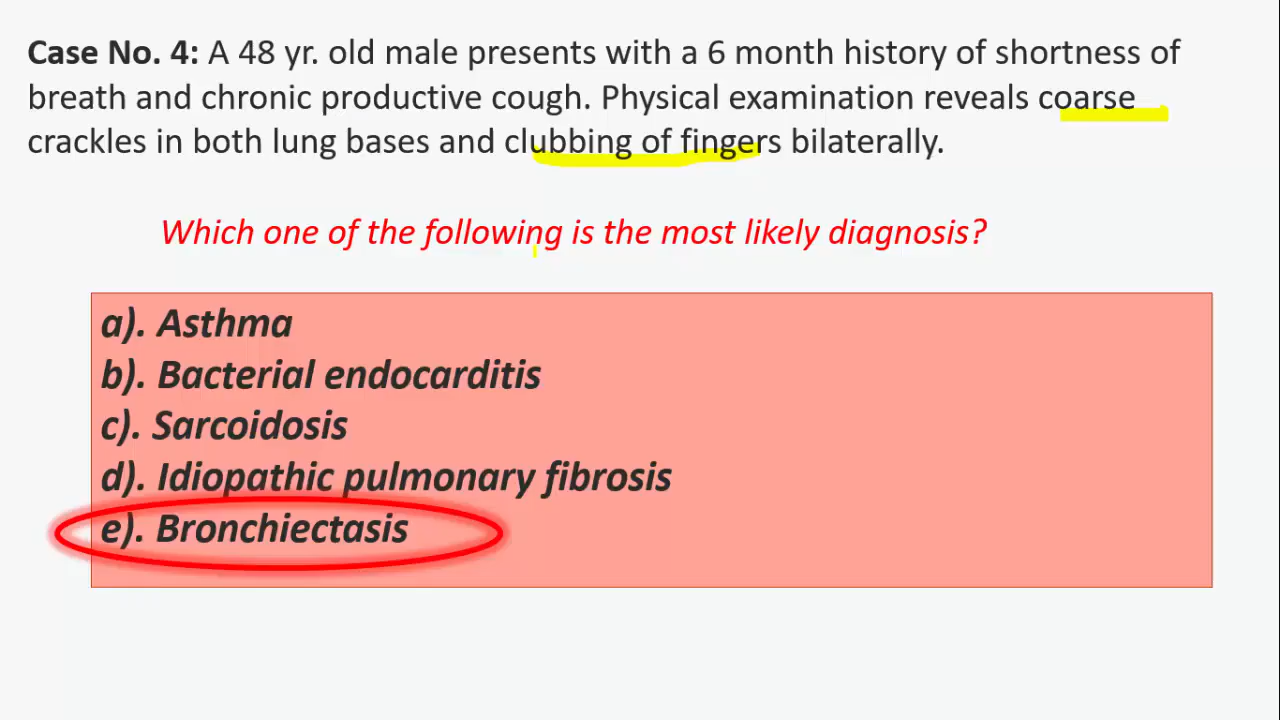 Case No. 4: A 48 yr. old male presents with a 6 month history of shortness of
breath and chronic productive cough. Physical examination reveals coarse
crackles in both lung bases and clubbing of fingers bilaterally.
Which one of the following is the most likely diagnosis?
a). Asthma
b). Bacterial endocarditis
c). Sarcoidosis
d). Idiopathic pulmonary fibrosis
e). Bronchiectasis